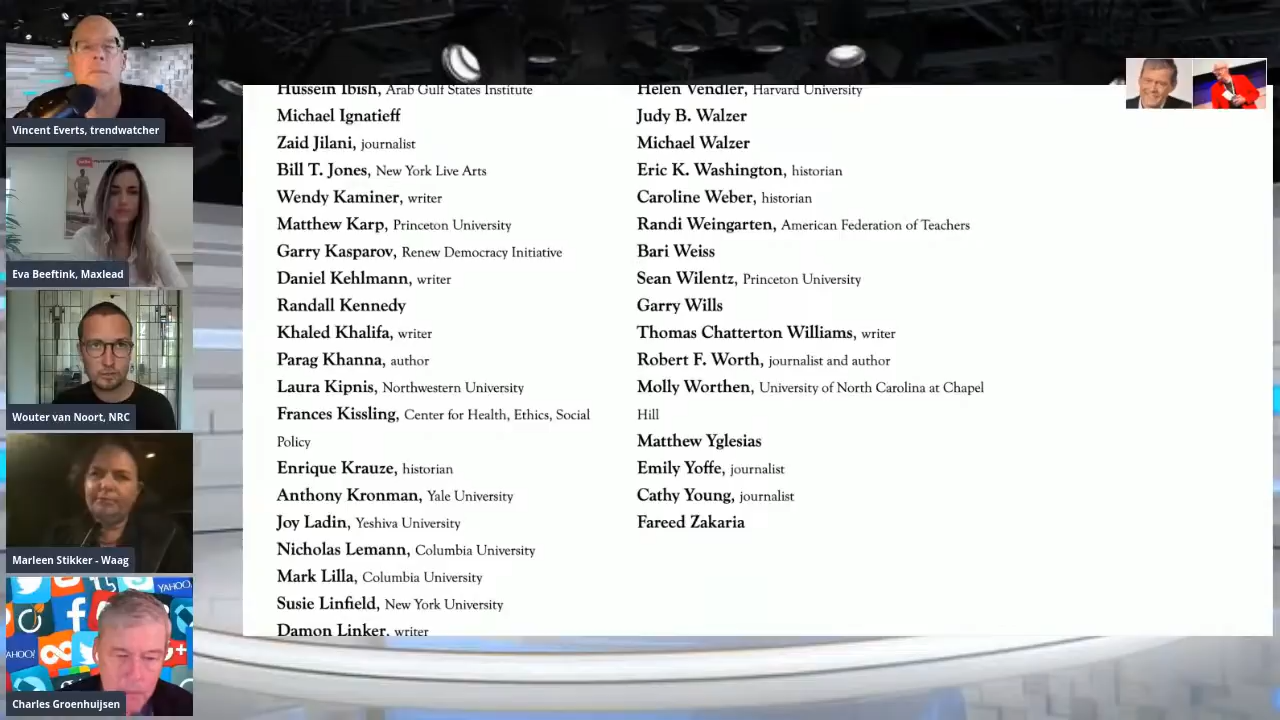 Vincent Everts, trendwatcher
Eva Beeftink, Maxlead
Wouter van Noort, NRC
Marleen Stikker - Waag
YAHOO!
AHOO!
Charles Groenhuijsen
Hussein Ibish, Arab Gulf States Institute
Michael Ignatieff
Zaid Jilani, journalist
Bill T. Jones, New York Live Arts
Wendy Kaminer, writer
Matthew Karp, Princeton University
Garry Kasparov, Renew Democracy Initiative
Daniel Kehlmann, writer
Randall Kennedy
Khaled Khalifa, writer
Parag Khanna, author
Laura Kipnis, Northwestern University
Frances Kissling, Center for Health, Ethics, Social
Policy
Enrique Krauze, historian
Anthony Kronman, Yale University
Joy Ladin, Yeshiva University
Nicholas Lemann, Columbia University
Mark Lilla, Columbia University
Susie Linfield, New York University
Damon Linker, writer
Helen Vendler, Harvard University
Judy B. Walzer
Michael Walzer
Eric K. Washington, historian
Caroline Weber, historian
Randi Weingarten, American Federation of Teachers
Bari Weiss
Sean Wilentz, Princeton University
Garry Wills
Thomas Chatterton Williams, writer
Robert F. Worth, journalist and author
Molly Worthen, University of North Carolina at Chapel
Hill
Matthew Yglesias
Emily Yoffe, journalist
Cathy Young, journalist
Fareed Zakaria